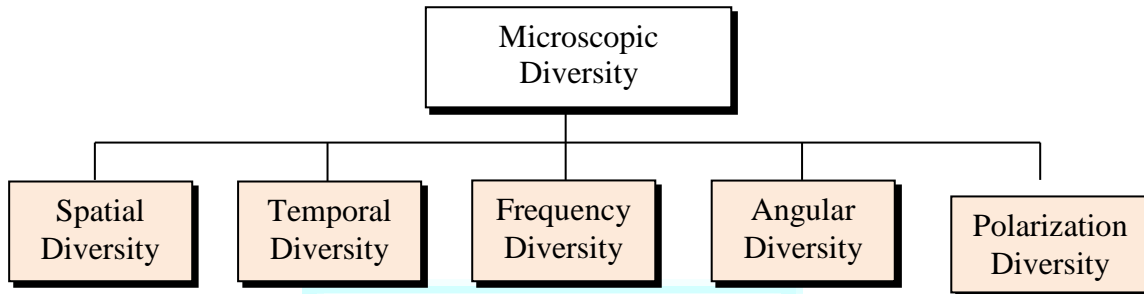 Microscopic
Diversity
Spatial
Diversity
Temporal
Diversity
Frequency
Diversity
Angular
Diversity
Polarization
Diversity